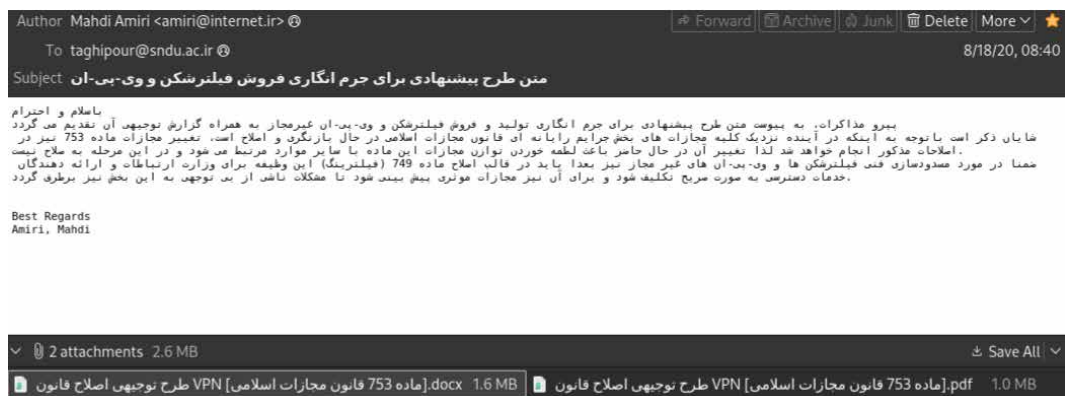 Author Mahdi Amiri <amiri@internet.ir>
Forward Archive Junk Delete More
To taghipour@sndu.ac.ir
8/18/20, 08:40
Subject متن طرح پیشنهادی برای جرم انگاری فروش فیلترشکن و وی-پی-ان
باسلام و احترام
پیرو مذاکرات، به پیوست متن طرح پیشنهادی برای جرم انگاری تولید و فروش فیلترشکن و وی-پی-ان غیرمجاز به همراه گزارش توجیهی آن تقدیم می گردد
شایان ذکر است باتوجه به اینکه در آینده نزدیک کلیه مجازات های بخش جرایم رایانه ای قانون مجازات اسلامی در حال بازنگری و اصلاح است، تغییر مجازات ماده 753 نیز در
اصلاحات مذکور انجام خواهد شد لذا تغییر آن در حال حاضر باعث لطمه خوردن توازن مجازات این ماده با سایر موارد مرتبط می شود و در این مرحله به صلاح نیست.
ضمنا در مورد مسدودسازی فنی فیلترشکن ها و وی-پی-ان های غیر مجاز نیز بعدا باید در قالب اصلاح ماده 749 (فیلترینگ) این وظیفه برای وزارت ارتباطات و ارائه دهندگان
خدمات دسترسی به صورت صریح تکلیف شود و برای آن نیز مجازات موثری پیش بینی شود تا مشکلات ناشی از بی توجهی به این بخش نیز برطرف گردد.
Best Regards
Amiri, Mahdi
2 attachments 2.6 MB
Save All
طرح توجیهی اصلاح قانون VPN [ماده 753 قانون مجازات اسلامی].docx 1.6 MB
طرح توجیهی اصلاح قانون VPN [ماده 753 قانون مجازات اسلامی].pdf 1.0 MB